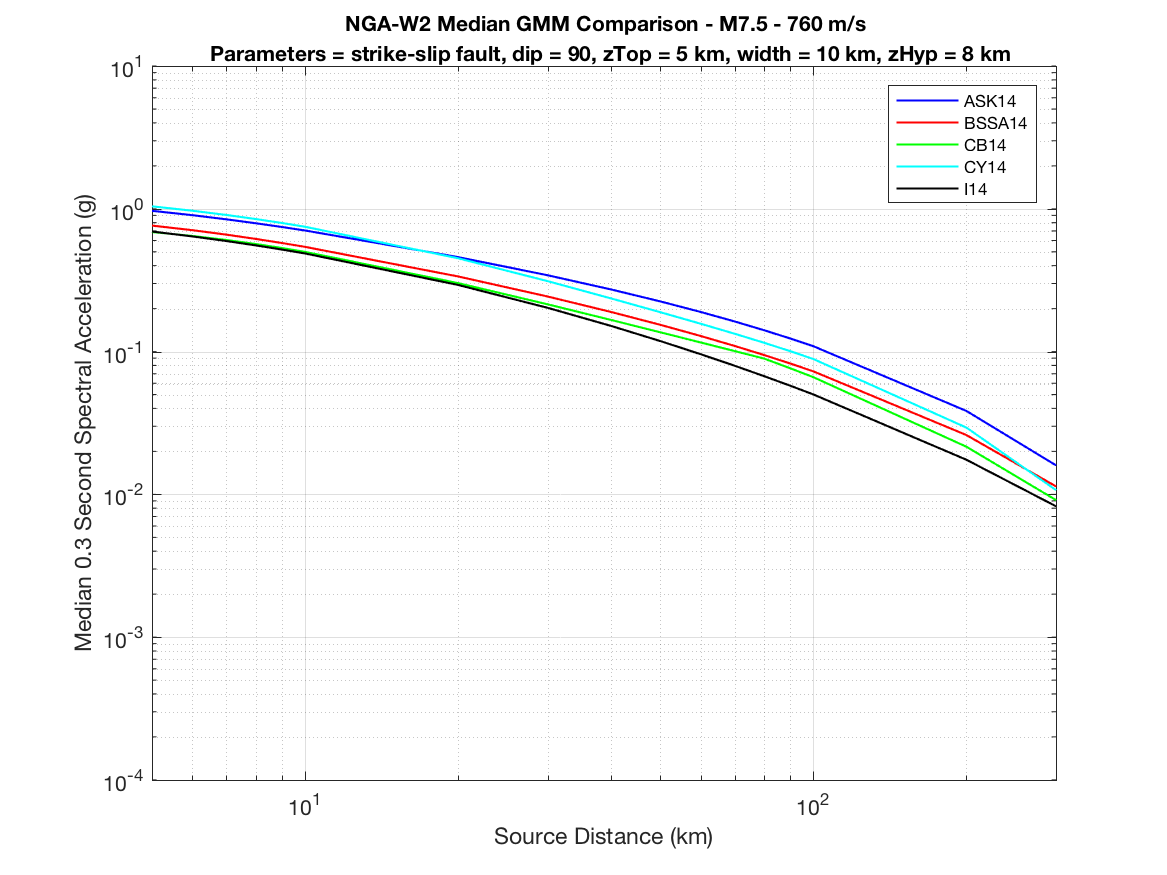 NGA-W2 Median GMM Comparison - M7.5 - 760 m/s
Parameters = strike-slip fault, dip = 90, zTop = 5 km, width = 10 km, zHyp = 8 km
10^1
10^0
10^-1
10^-2
10^-3
10^-4
Median 0.3 Second Spectral Acceleration (g)
ASK14
BSSA14
CB14
CY14
I14
10^1
10^2
Source Distance (km)